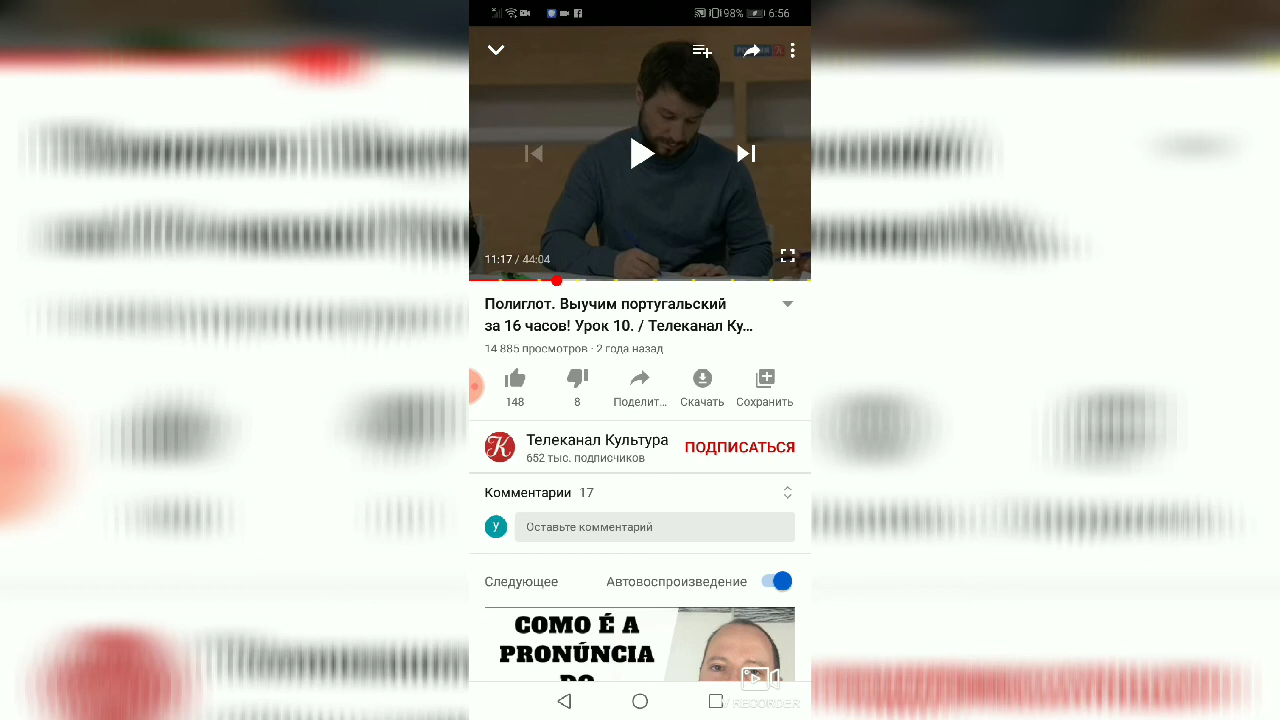 98% 6:56
11:17 / 44:04
Полиглот. Выучим португальский
за 16 часов! Урок 10. / Телеканал Ку...
14 885 просмотров · 2 года назад
148 8 Поделит... Скачать Сохранить
К Телеканал Культура ПОДПИСАТЬСЯ
652 тыс. подписчиков
Комментарии 17
У Оставьте комментарий
Следующее Автовоспроизведение
COMO É A
PRONÚNCIA
DO
RECORDER